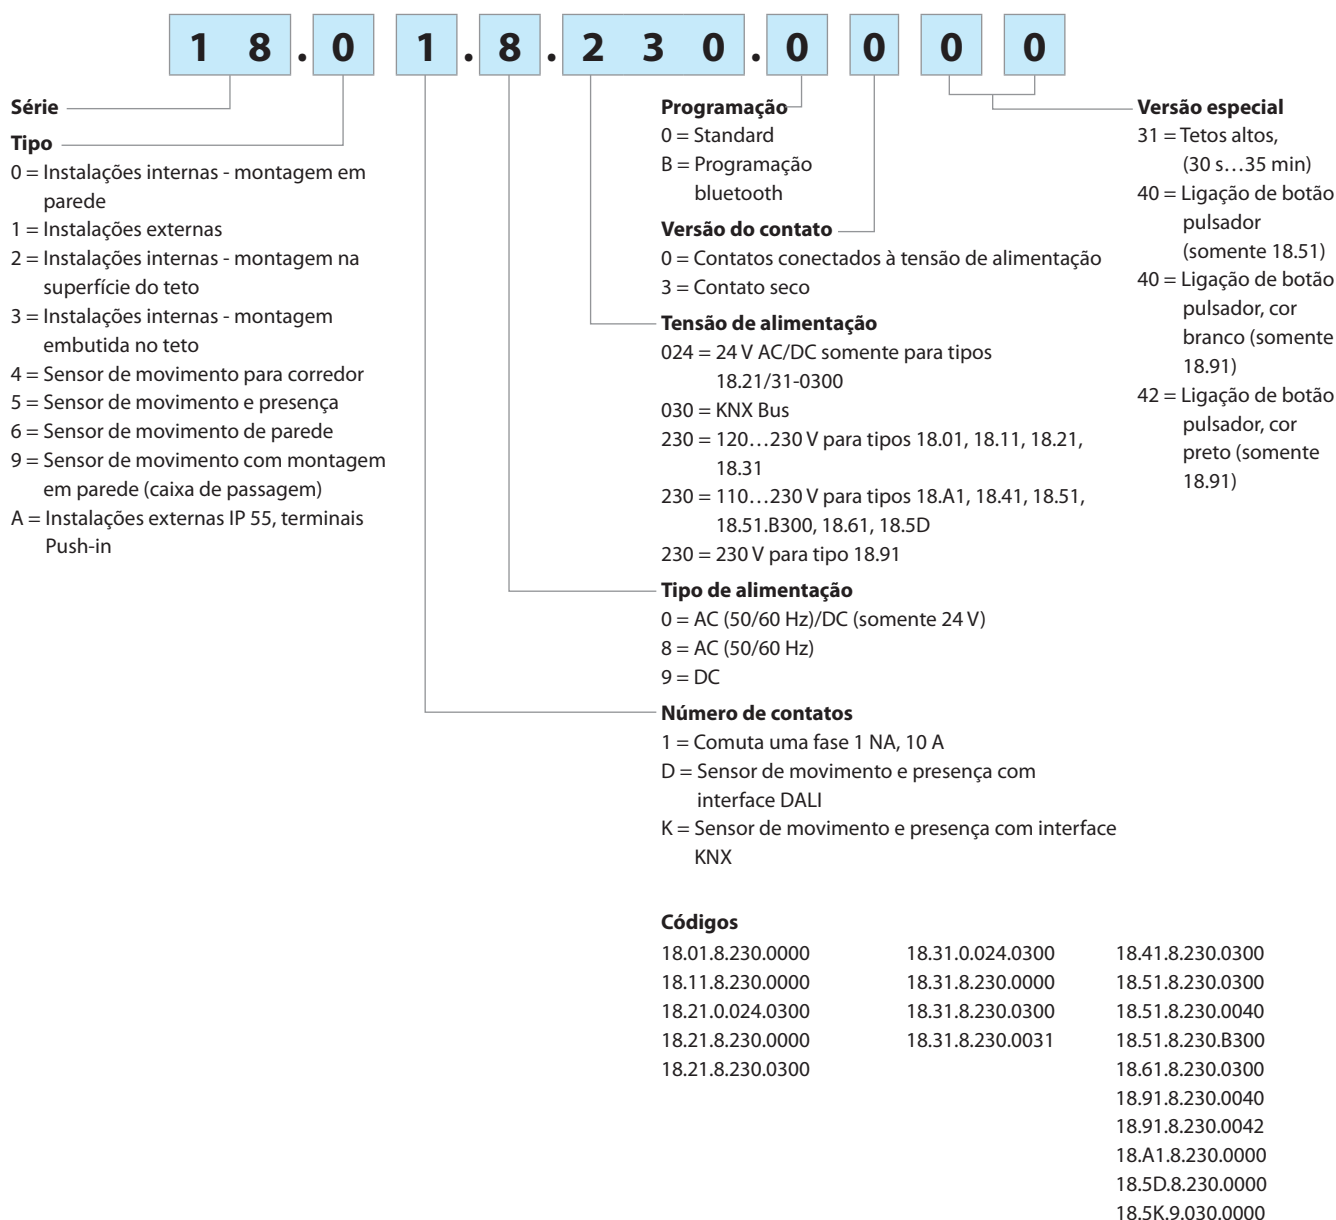 18.01.8.230.0000
Série
Tipo
0 = Instalações internas - montagem em
parede
1 = Instalações externas
2 = Instalações internas - montagem na
superfície do teto
3 = Instalações internas - montagem
embutida no teto
4 = Sensor de movimento para corredor
5 = Sensor de movimento e presença
6 = Sensor de movimento de parede
9 = Sensor de movimento com montagem
em parede (caixa de passagem)
A = Instalações externas IP 55, terminais
Push-in
Programação
0 = Standard
B = Programação
bluetooth
Versão do contato
0 = Contatos conectados à tensão de alimentação
3 = Contato seco
Tensão de alimentação
024 = 24 V AC/DC somente para tipos
18.21/31-0300
030 = KNX Bus
230 = 120…230 V para tipos 18.01, 18.11, 18.21,
18.31
230 = 110…230 V para tipos 18.A1, 18.41, 18.51,
18.51.B300, 18.61, 18.5D
230 = 230 V para tipo 18.91
Tipo de alimentação
0 = AC (50/60 Hz)/DC (somente 24 V)
8 = AC (50/60 Hz)
9 = DC
Número de contatos
1 = Comuta uma fase 1 NA, 10 A
D = Sensor de movimento e presença com
interface DALI
K = Sensor de movimento e presença com interface
KNX
Versão especial
31 = Tetos altos,
(30 s…35 min)
40 = Ligação de botão
pulsador
(somente 18.51)
40 = Ligação de botão
pulsador, cor
branco (somente
18.91)
42 = Ligação de botão
pulsador, cor
preto (somente
18.91)
Códigos
18.01.8.230.0000
18.11.8.230.0000
18.21.0.024.0300
18.21.8.230.0000
18.21.8.230.0300
18.31.0.024.0300
18.31.8.230.0000
18.31.8.230.0300
18.31.8.230.0031
18.41.8.230.0300
18.51.8.230.0300
18.51.8.230.0040
18.51.8.230.B300
18.61.8.230.0300
18.91.8.230.0040
18.91.8.230.0042
18.A1.8.230.0000
18.5D.8.230.0000
18.5K.9.030.0000